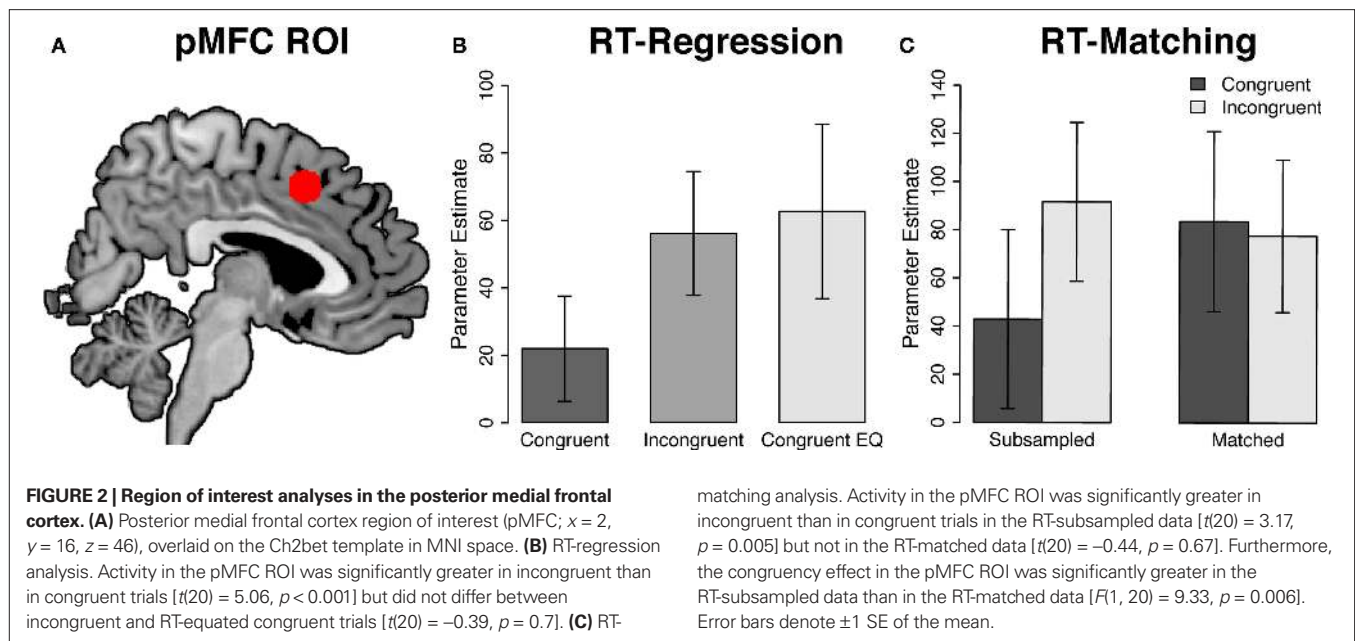 A
pMFC ROI
B
RT-Regression
Parameter Estimate
0
20
40
60
80
100
Congruent
Incongruent
Congruent EQ
C
RT-Matching
Congruent
Incongruent
Parameter Estimate
0
20
40
60
80
100
120
140
Subsampled
Matched
FIGURE 2 | Region of interest analyses in the posterior medial frontal
cortex. (A) Posterior medial frontal cortex region of interest (pMFC; x = 2,
y = 16, z = 46), overlaid on the Ch2bet template in MNI space. (B) RT-regression
analysis. Activity in the pMFC ROI was significantly greater in incongruent than
in congruent trials [t(20) = 5.06, p < 0.001] but did not differ between
incongruent and RT-equated congruent trials [t(20) = −0.39, p = 0.7]. (C) RT-
matching analysis. Activity in the pMFC ROI was significantly greater in
incongruent than in congruent trials in the RT-subsampled data [t(20) = 3.17,
p = 0.005] but not in the RT-matched data [t(20) = −0.44, p = 0.67]. Furthermore,
the congruency effect in the pMFC ROI was significantly greater in the
RT-subsampled data than in the RT-matched data [F(1, 20) = 9.33, p = 0.006].
Error bars denote ±1 SE of the mean.